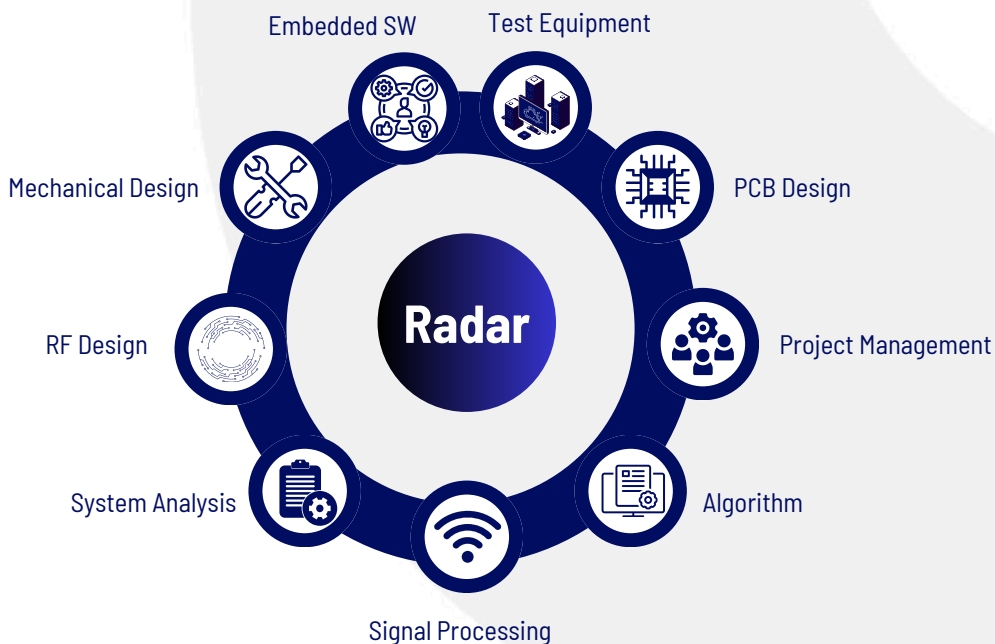 Embedded SW
Test Equipment
Mechanical Design
PCB Design
Radar
RF Design
Project Management
System Analysis
Algorithm
Signal Processing